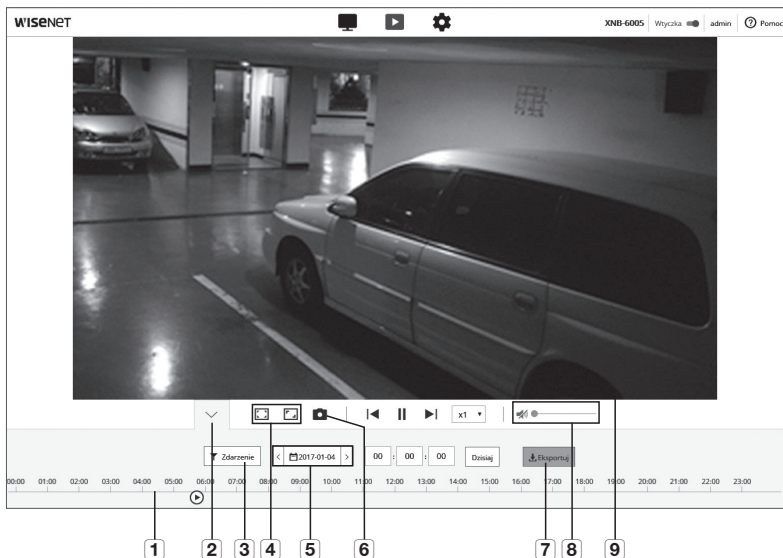 WISENET XNB-6005 Wtyczka admin ? Pomoc
x1
Zdarzenie < 2017-01-04 > 00 : 00 : 00 Dzisiaj Eksportuj
00:00 01:00 02:00 03:00 04:00 05:00 06:00 07:00 08:00 09:00 10:00 11:00 12:00 13:00 14:00 15:00 16:00 17:00 18:00 19:00 20:00 21:00 22:00 23:00
1 2 3 4 5 6 7 8 9